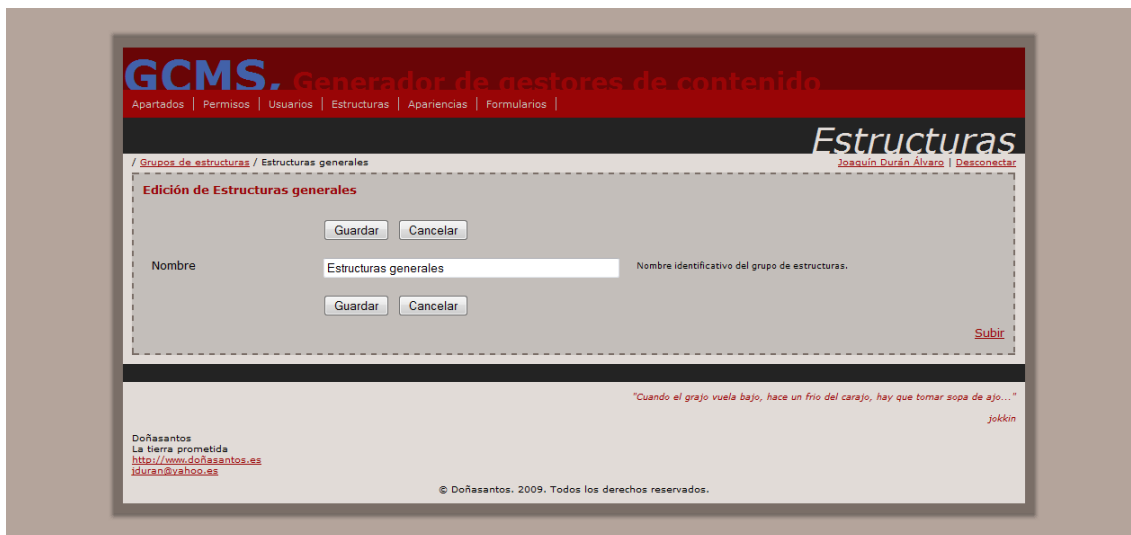 GCMS, Generador de gestores de contenido
Apartados | Permisos | Usuarios | Estructuras | Apariencias | Formularios |
Estructuras
/ Grupos de estructuras / Estructuras generales
Joaquín Durán Álvaro | Desconectar
Edición de Estructuras generales
Guardar Cancelar
Nombre Estructuras generales Nombre identificativo del grupo de estructuras.
Guardar Cancelar
Subir
"Cuando el grajo vuela bajo, hace un frio del carajo, hay que tomar sopa de ajo..."
jokkin
Doñasantos
La tierra prometida
http://www.doñasantos.es
jduran@yahoo.es
© Doñasantos. 2009. Todos los derechos reservados.